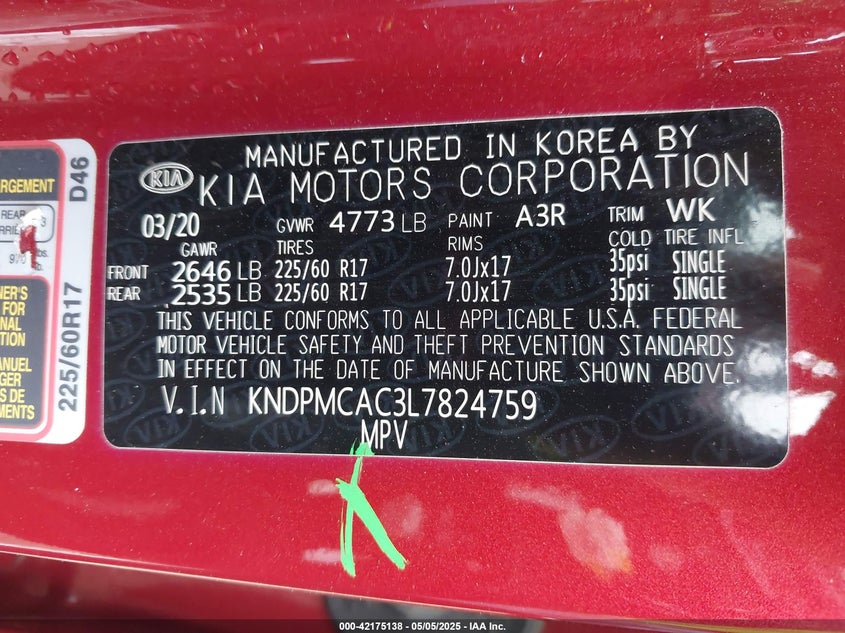 MANUFACTURED IN KOREA BY
KIA KIA MOTORS CORPORATION
03/20 GVWR 4773 LB PAINT A3R TRIM WK
GAWR TIRES RIMS COLD TIRE INFL
FRONT 2646 LB 225/60 R17 7.0Jx17 35psi SINGLE
REAR 2535 LB 225/60 R17 7.0Jx17 35psi SINGLE
THIS VEHICLE CONFORMS TO ALL APPLICABLE U.S.A. FEDERAL
MOTOR VEHICLE SAFETY AND THEFT PREVENTION STANDARDS
IN EFFECT ON THE DATE OF MANUFACTURE SHOWN ABOVE.
V.I.N KNDPMCAC3L7824759
MPV
D46
225/60R17
REAR
000-42175138 - 05/05/2025 - IAA Inc.